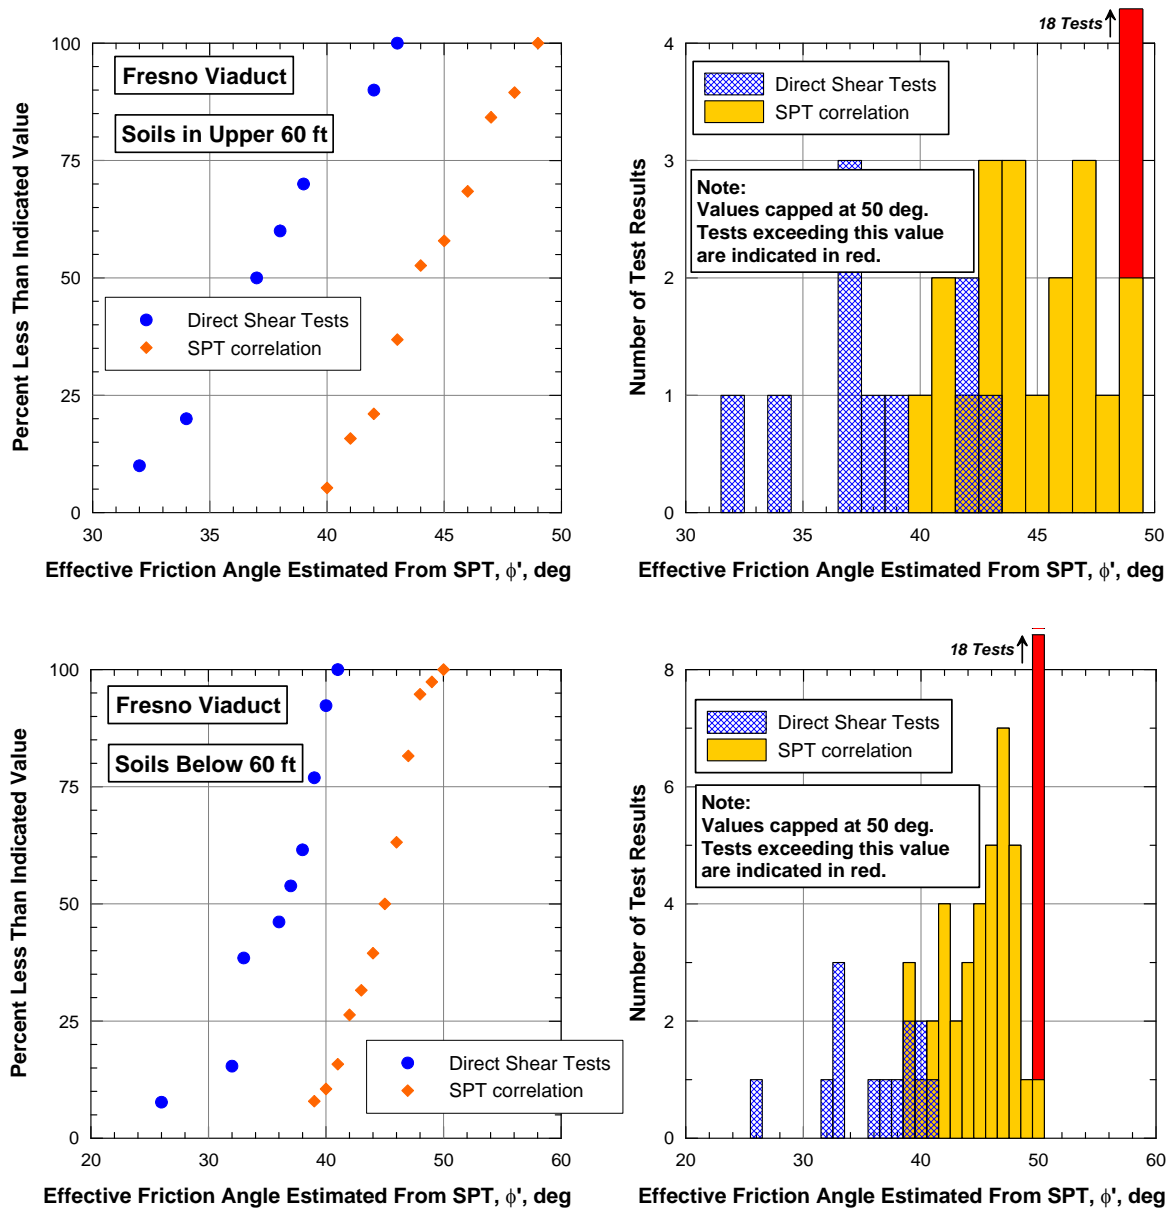 Percent Less Than Indicated Value
100
75
50
25
0
Fresno Viaduct
Soils in Upper 60 ft
Direct Shear Tests
SPT correlation
30
35
40
45
50
Effective Friction Angle Estimated From SPT, ϕ', deg
18 Tests
Number of Test Results
4
3
2
1
0
Direct Shear Tests
SPT correlation
Note:
Values capped at 50 deg.
Tests exceeding this value
are indicated in red.
30
35
40
45
50
Effective Friction Angle Estimated From SPT, ϕ', deg
Percent Less Than Indicated Value
100
75
50
25
0
Fresno Viaduct
Soils Below 60 ft
Direct Shear Tests
SPT correlation
20
30
40
50
60
Effective Friction Angle Estimated From SPT, ϕ', deg
18 Tests
Number of Test Results
8
6
4
2
0
Direct Shear Tests
SPT correlation
Note:
Values capped at 50 deg.
Tests exceeding this value
are indicated in red.
20
30
40
50
60
Effective Friction Angle Estimated From SPT, ϕ', deg